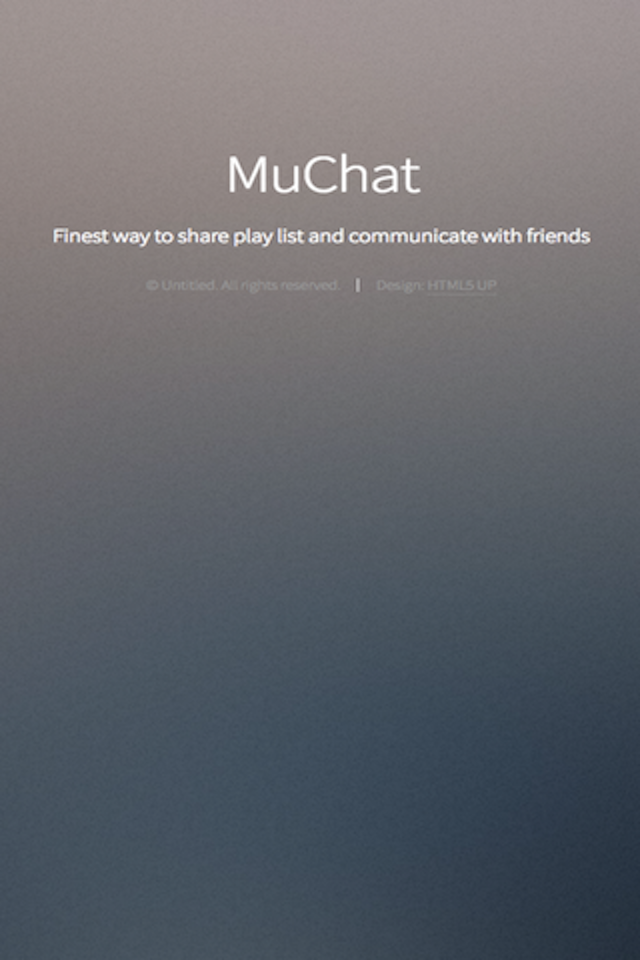 MuChat
Finest way to share play list and communicate with friends
© Untitled. All rights reserved. | Design: HTML5 UP